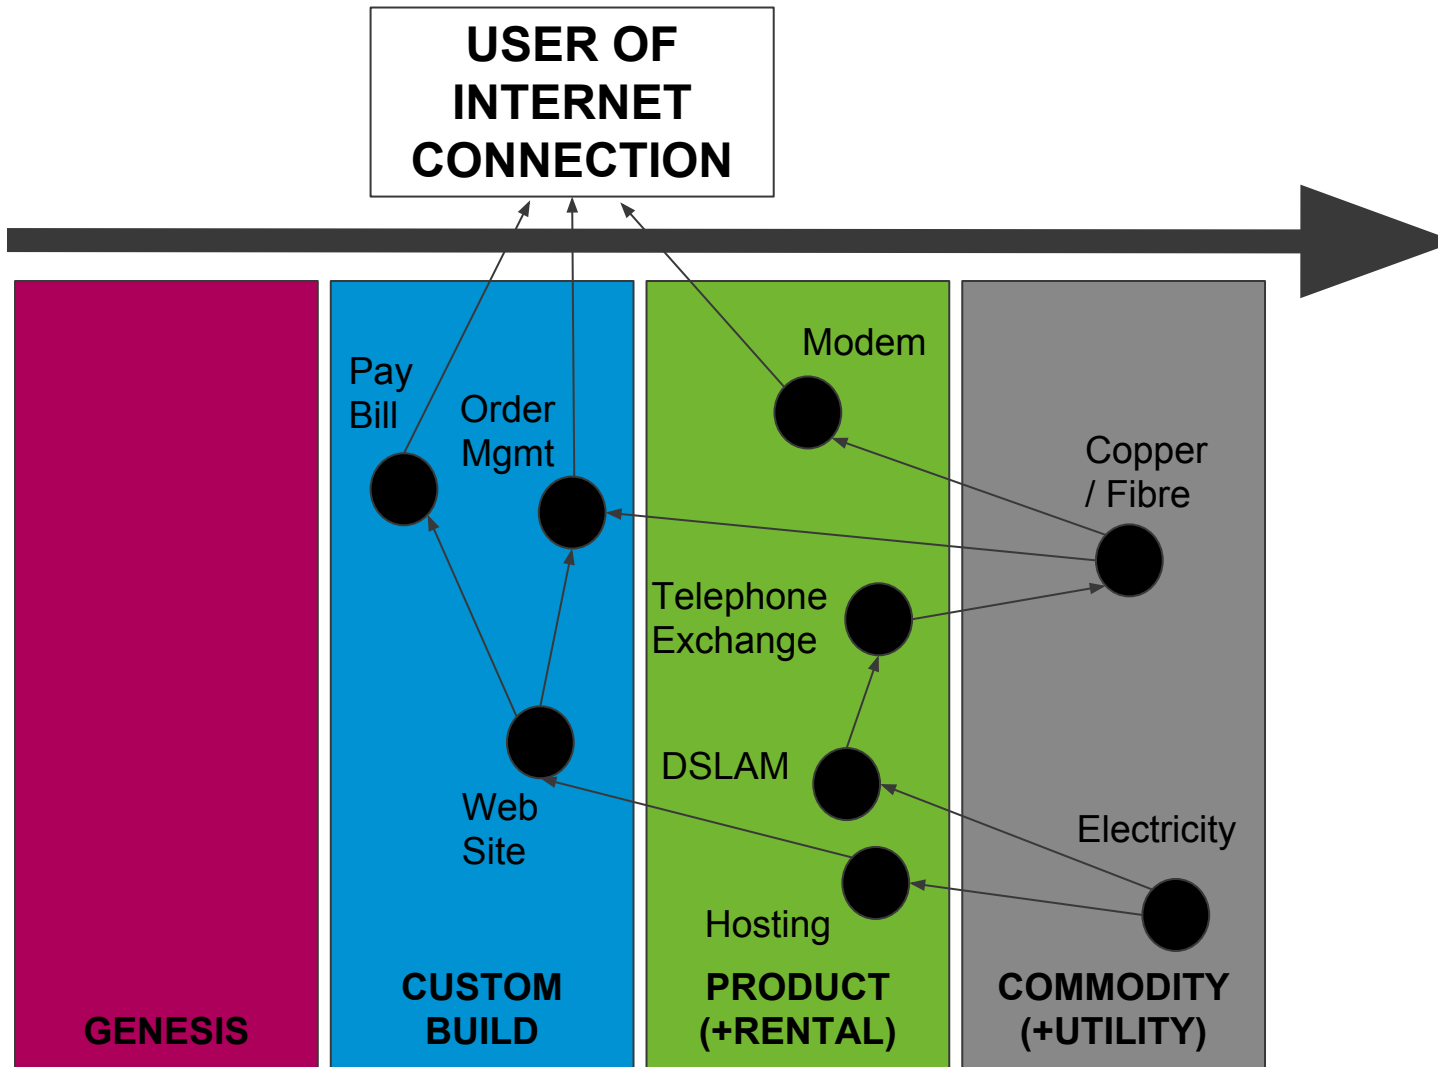 USER OF
INTERNET
CONNECTION
Modem
Pay
Bill
Order
Mgmt
Copper
/ Fibre
Telephone
Exchange
DSLAM
Web
Site
Electricity
Hosting
GENESIS
CUSTOM
BUILD
PRODUCT
(+RENTAL)
COMMODITY
(+UTILITY)